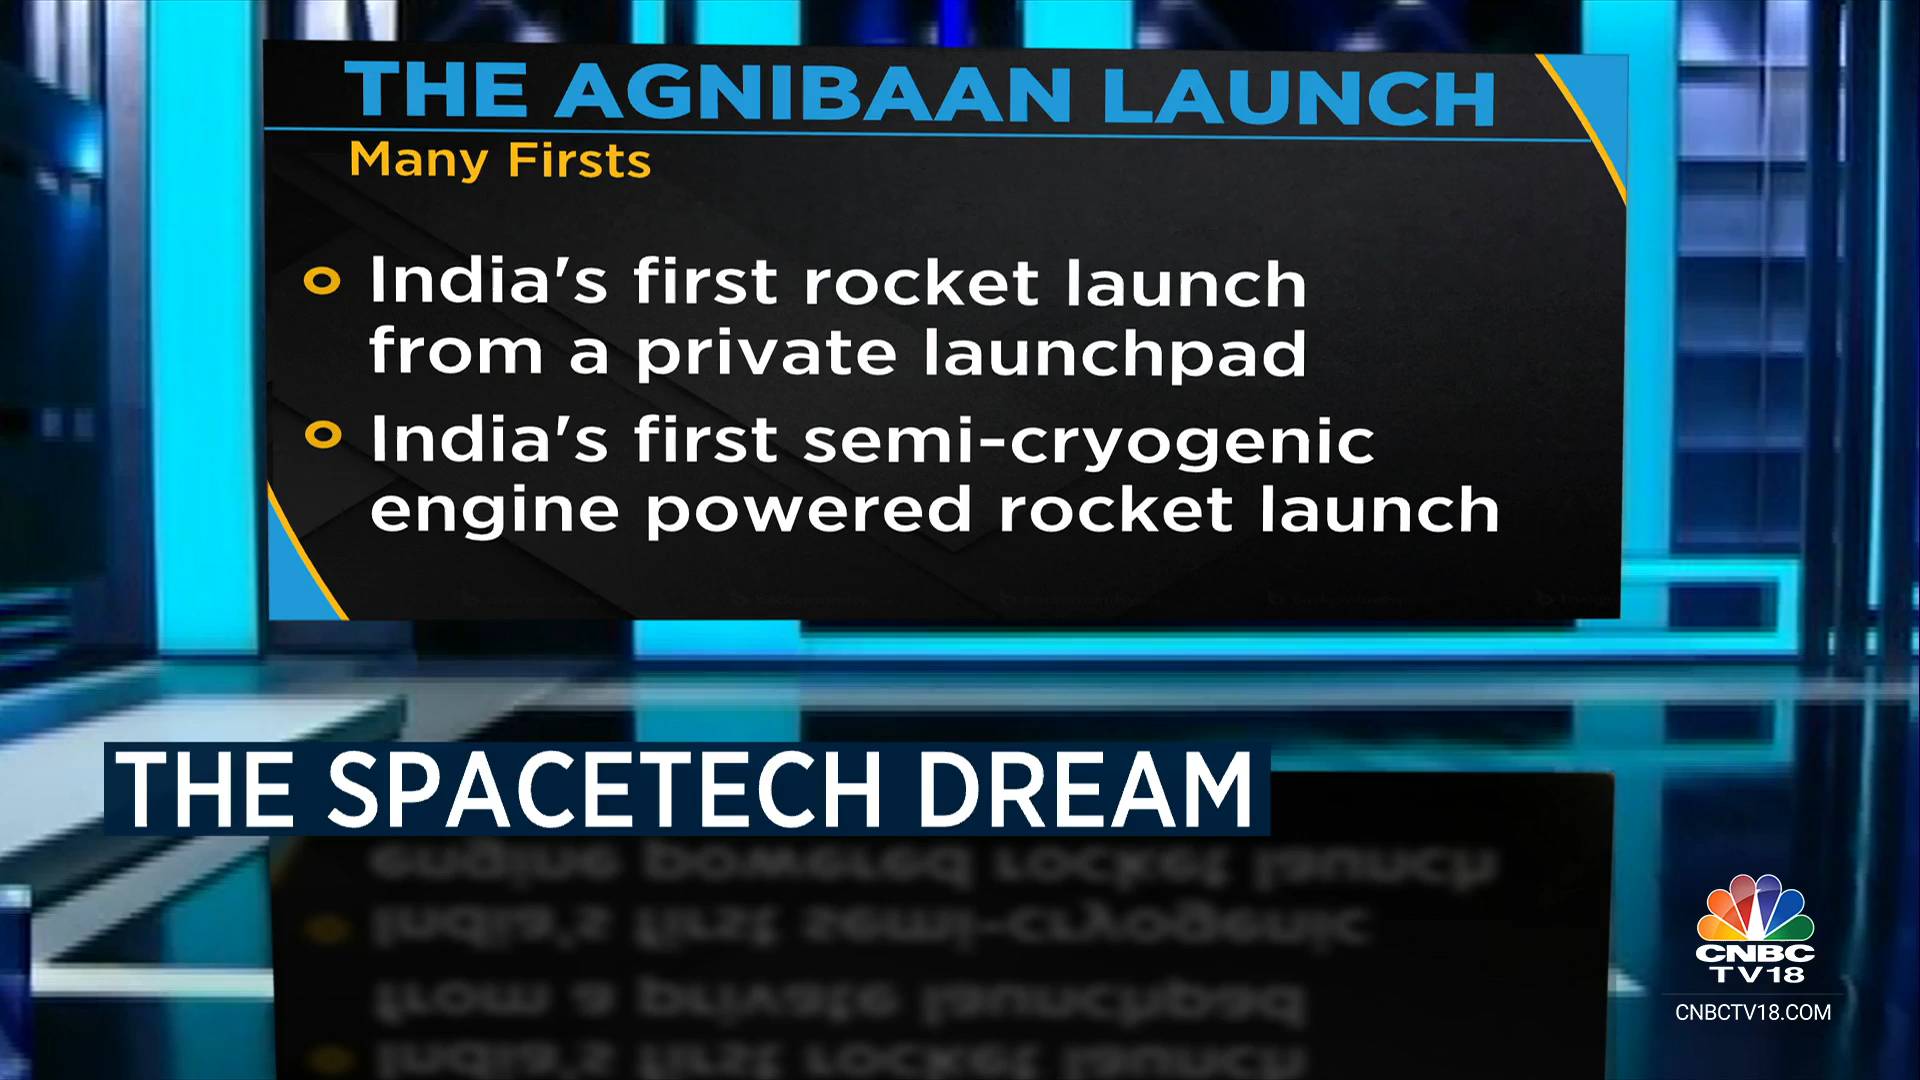 THE AGNIBAAN LAUNCH
Many Firsts
India's first rocket launch
from a private launchpad
India's first semi-cryogenic
engine powered rocket launch
THE SPACETECH DREAM
CNBC
TV18
CNBCTV18.COM